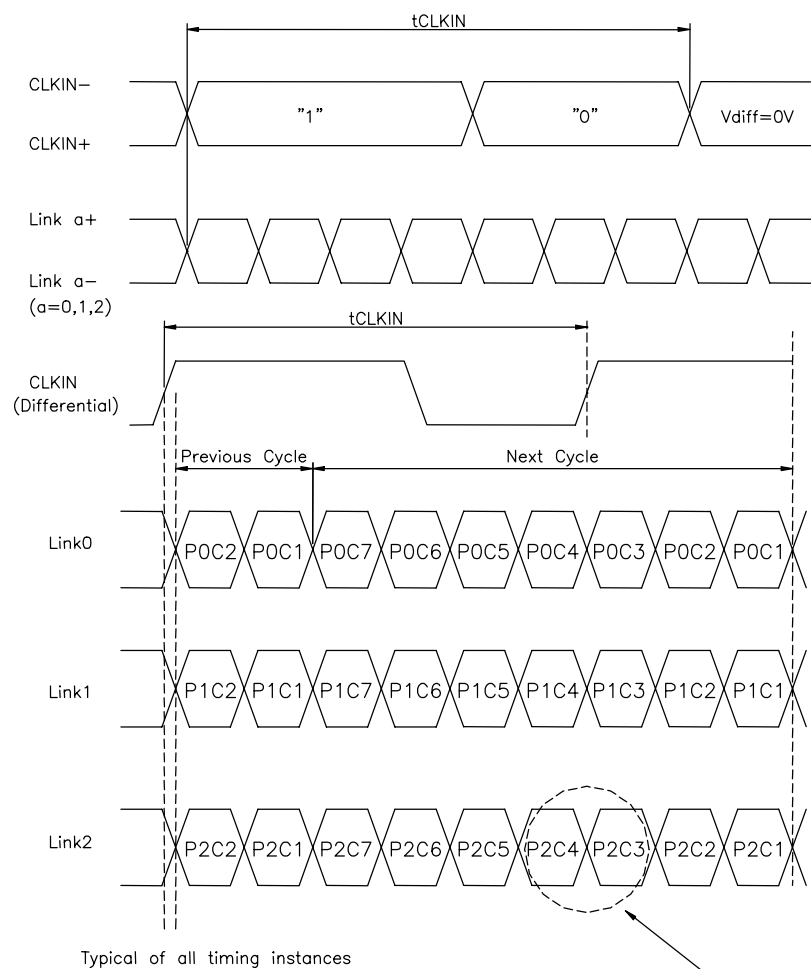 tCLKIN
CLKIN−
"1"
"0"
Vdiff=0V
CLKIN+
Link a+
Link a−
(a=0,1,2)
tCLKIN
CLKIN
(Differential)
Previous Cycle
Next Cycle
Link0
P0C2 P0C1 P0C7 P0C6 P0C5 P0C4 P0C3 P0C2 P0C1
Link1
P1C2 P1C1 P1C7 P1C6 P1C5 P1C4 P1C3 P1C2 P1C1
Link2
P2C2 P2C1 P2C7 P2C6 P2C5 P2C4 P2C3 P2C2 P2C1
Typical of all timing instances